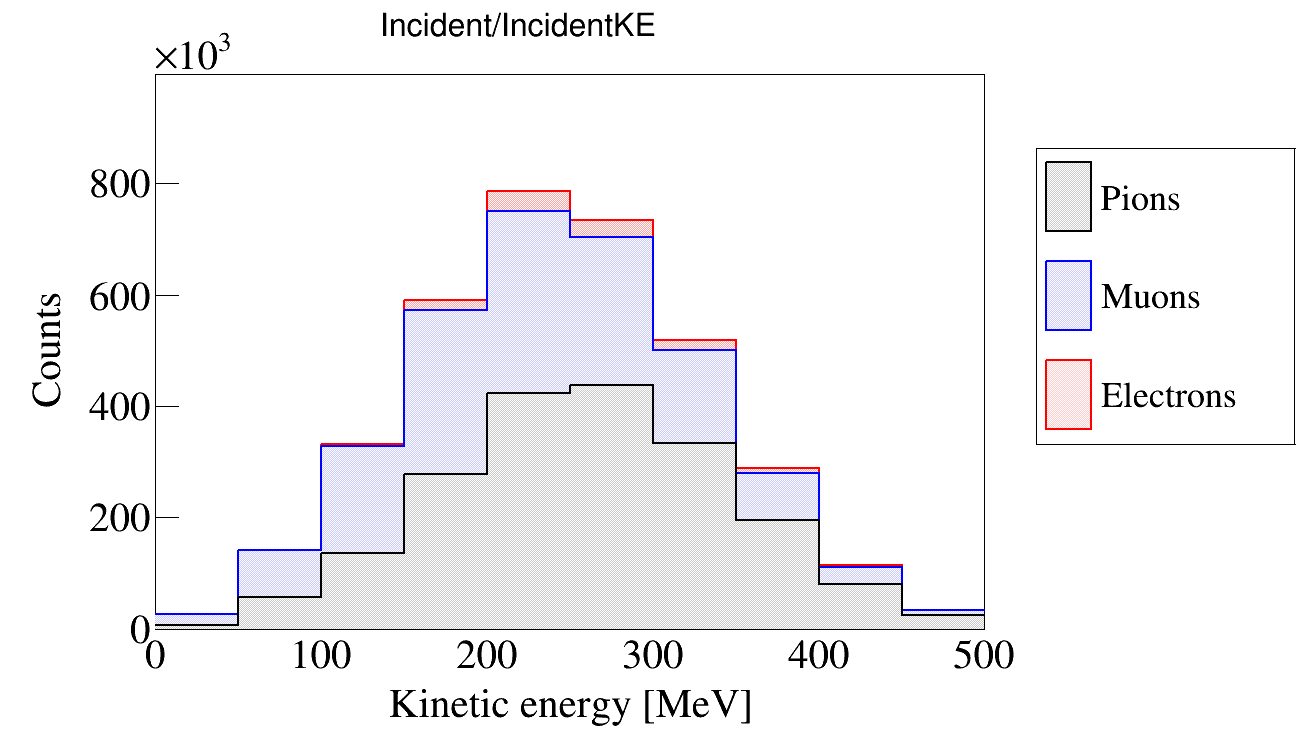 Incident/IncidentKE
×10³
800
600
400
200
0
Counts
0 100 200 300 400 500
Kinetic energy [MeV]
Pions
Muons
Electrons